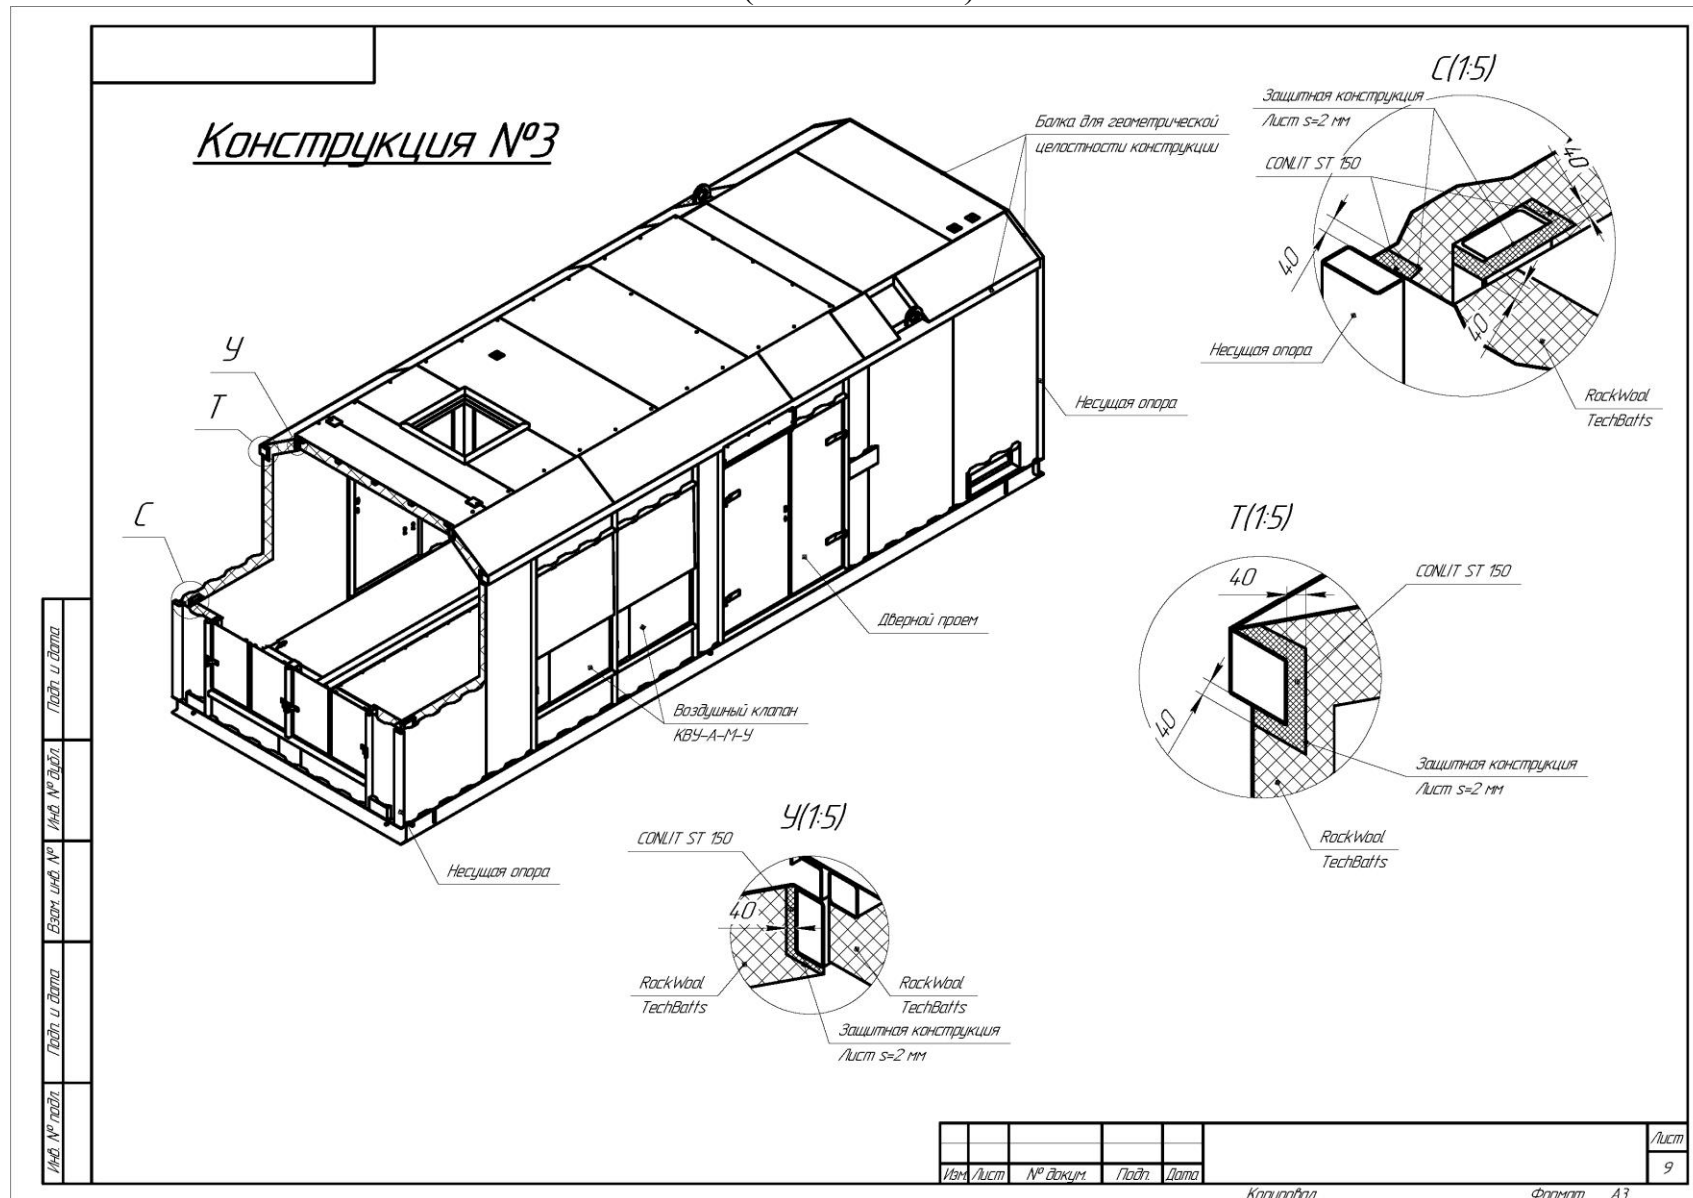 Конструкция №3
С(1:5)
Защитная конструкция
Лист s=2 мм
CONLIT ST 150
40
40
40
Несущая опора
RockWool
TechBatts
Балка для геометрической
целостности конструкции
У
Т
С
Несущая опора
Т(1:5)
40
CONLIT ST 150
40
Защитная конструкция
Лист s=2 мм
RockWool
TechBatts
Дверной проем
Воздушный клапан
КВУ-А-М-У
Несущая опора
У(1:5)
CONLIT ST 150
40
RockWool
TechBatts
RockWool
TechBatts
Защитная конструкция
Лист s=2 мм
Подп. и дата
Инв. № дубл.
Взам. инв. №
Подп. и дата
Инв. № подл.
Изм. Лист № докум. Подп. Дата
Лист
9
Копировал
Формат А3